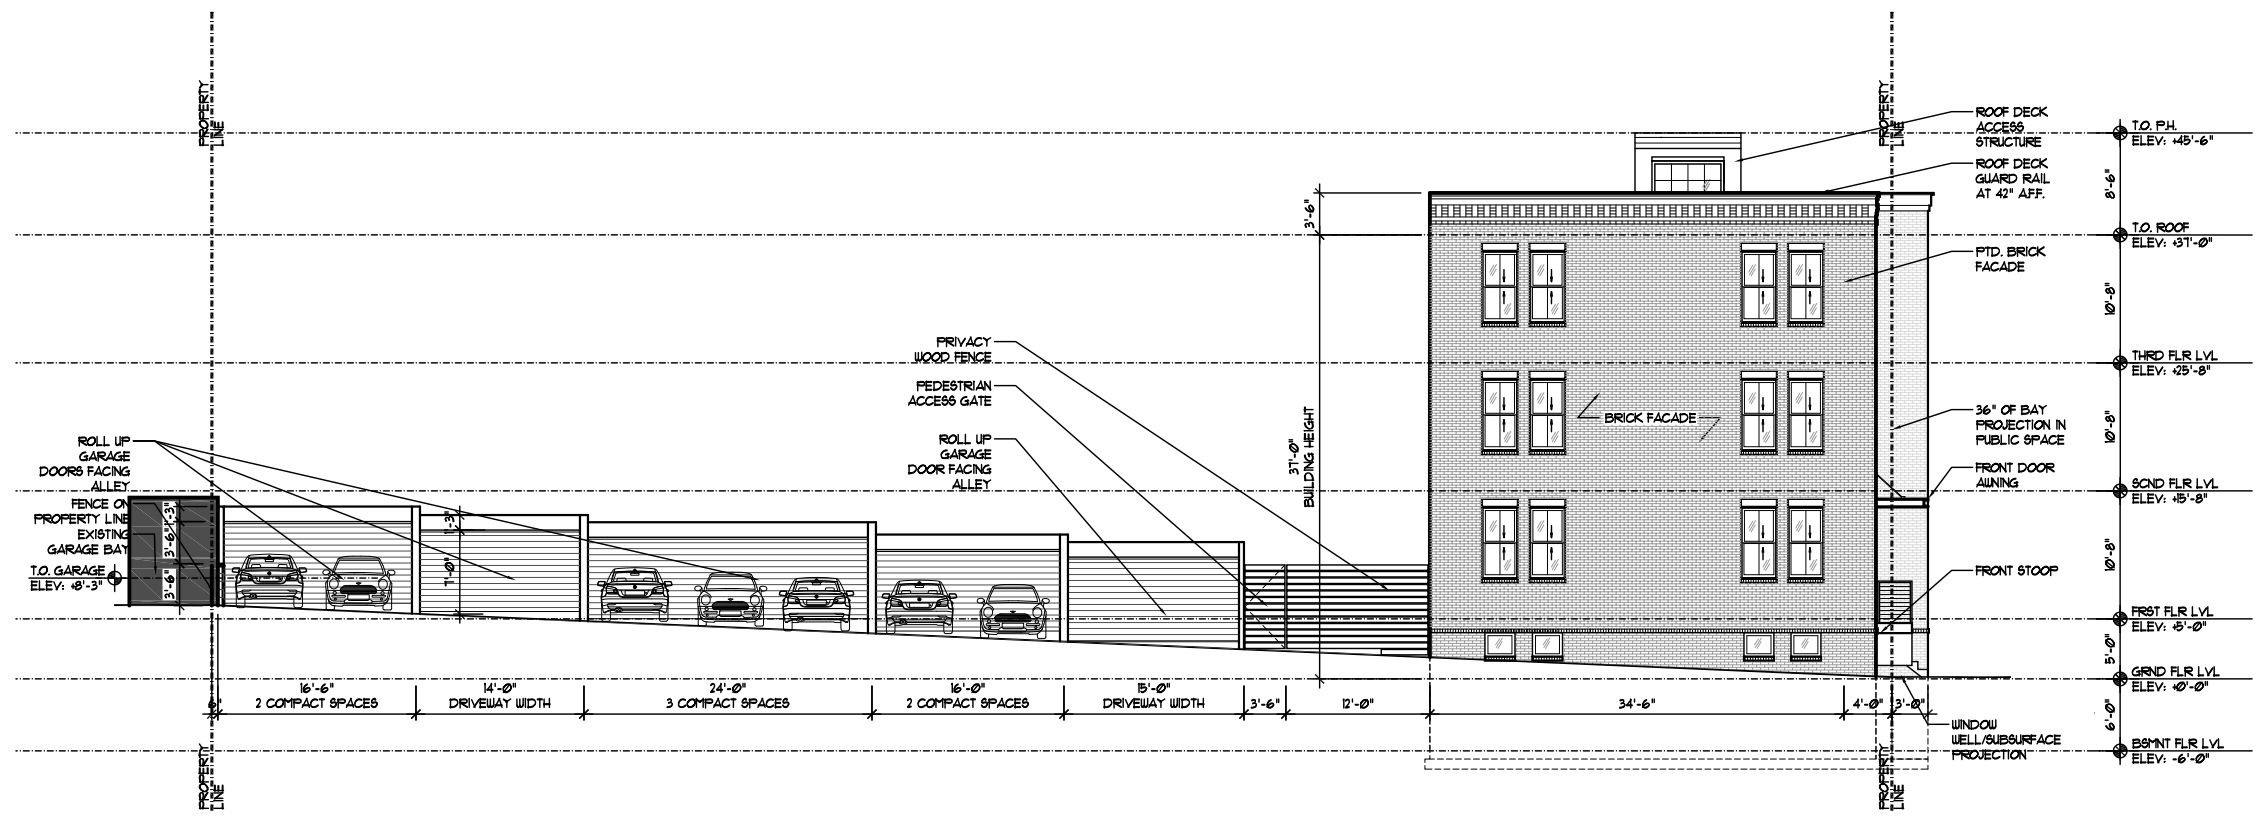 PROPERTY
LINE
PROPERTY
LINE
ROOF DECK
ACCESS
STRUCTURE
ROOF DECK
GUARD RAIL
AT 42" A.F.F.
T.O. P.H.
ELEV: +45'-6"
8'-6"
3'-6"
T.O. ROOF
ELEV: +37'-0"
PTD. BRICK
FACADE
10'-8"
PRIVACY
WOOD FENCE
THRD FLR LVL
ELEV: +25'-8"
PEDESTRIAN
ACCESS GATE
BRICK FACADE
36" OF BAY
PROJECTION IN
PUBLIC SPACE
10'-8"
ROLL UP
GARAGE
DOORS FACING
ALLEY
ROLL UP
GARAGE
DOOR FACING
ALLEY
37'-0"
BUILDING HEIGHT
FRONT DOOR
AWNING
SCND FLR LVL
ELEV: +15'-8"
FENCE ON
PROPERTY LINE
EXISTING
GARAGE BAY
1'-3"
3'-6"
3'-6"
1'-3"
7'-0"
10'-8"
T.O. GARAGE
ELEV: +8'-3"
FRONT STOOP
FRST FLR LVL
ELEV: +5'-0"
5'-0"
GRND FLR LVL
ELEV: +0'-0"
6"
16'-6"
2 COMPACT SPACES
14'-0"
DRIVEWAY WIDTH
24'-0"
3 COMPACT SPACES
16'-0"
2 COMPACT SPACES
15'-0"
DRIVEWAY WIDTH
3'-6"
12'-0"
34'-6"
4'-0"
3'-0"
6'-0"
WINDOW
WELL/SUBSURFACE
PROJECTION
BSMNT FLR LVL
ELEV: -6'-0"
PROPERTY
LINE
PROPERTY
LINE